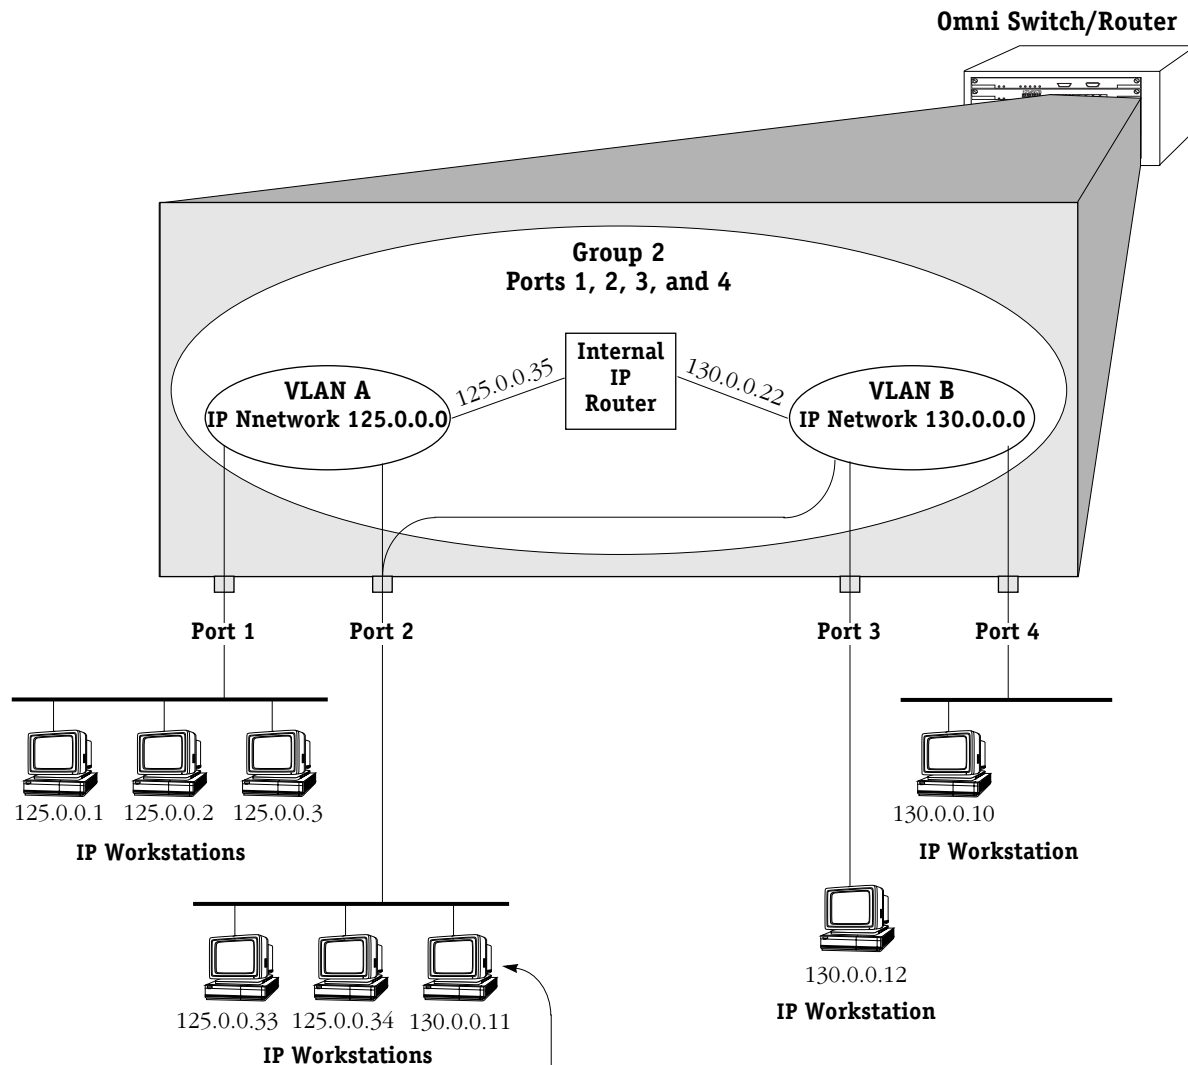 Omni Switch/Router
Group 2
Ports 1, 2, 3, and 4
Internal
IP
Router
125.0.0.35
130.0.0.22
VLAN A
IP Nnetwork 125.0.0.0
VLAN B
IP Network 130.0.0.0
Port 1
Port 2
Port 3
Port 4
125.0.0.1
125.0.0.2
125.0.0.3
IP Workstations
130.0.0.10
IP Workstation
125.0.0.33
125.0.0.34
130.0.0.11
IP Workstations
130.0.0.12
IP Workstation